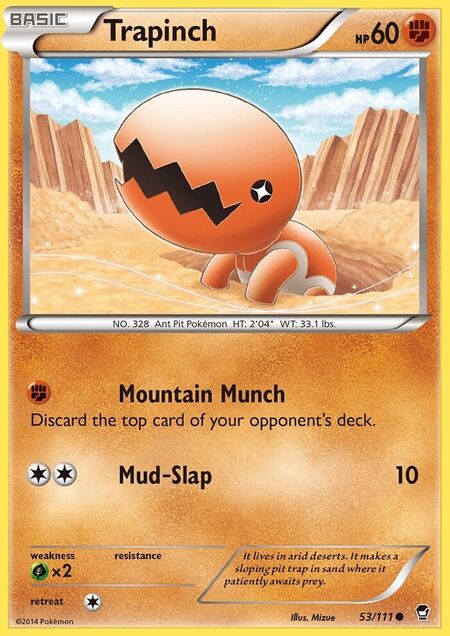 BASIC Trapinch HP60
NO. 328 Ant Pit Pokémon HT: 2'04" WT: 33.1 lbs.
Mountain Munch
Discard the top card of your opponent's deck.
Mud-Slap 10
weakness resistance
×2
retreat
It lives in arid deserts. It makes a
sloping pit trap in sand where it
patiently awaits prey.
©2014 Pokémon Illus. Mizue 53/111